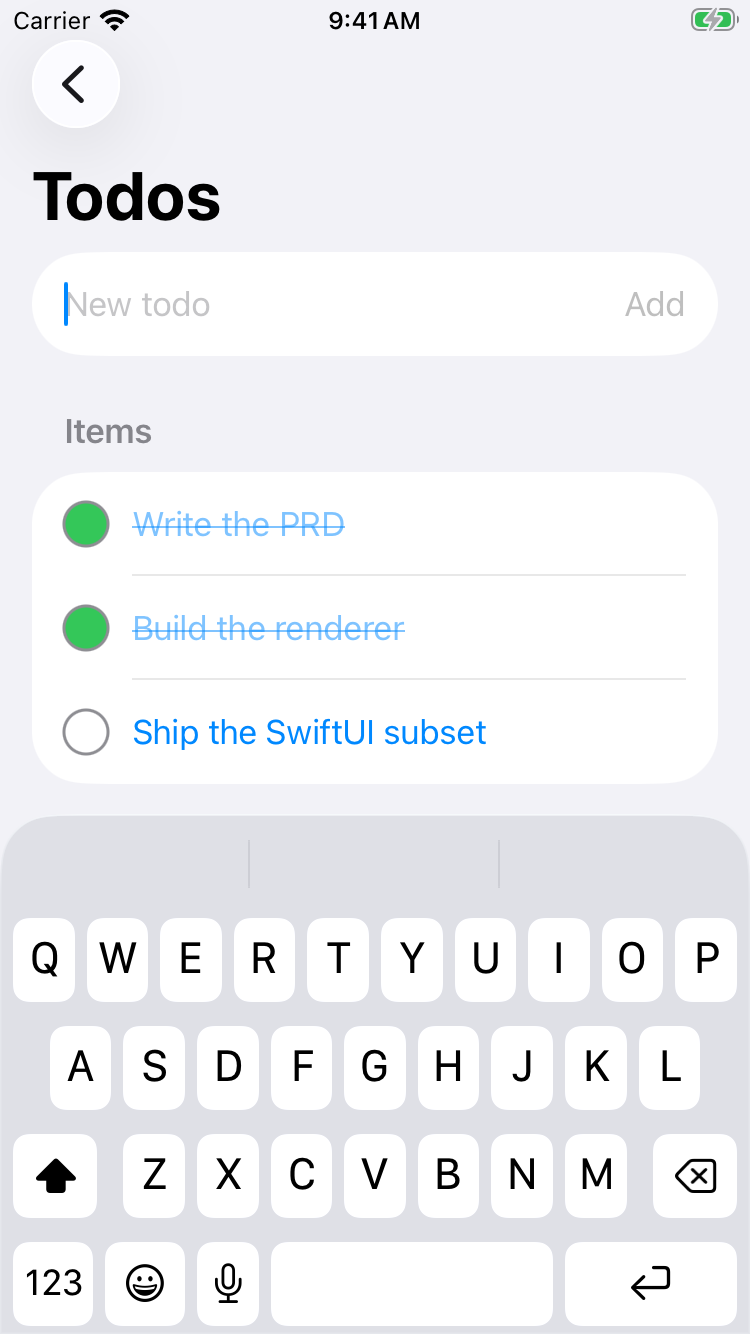 Carrier 9:41 AM
Todos
New todo Add
Items
Write the PRD
Build the renderer
Ship the SwiftUI subset
Q W E R T Y U I O P
A S D F G H J K L
Z X C V B N M
123